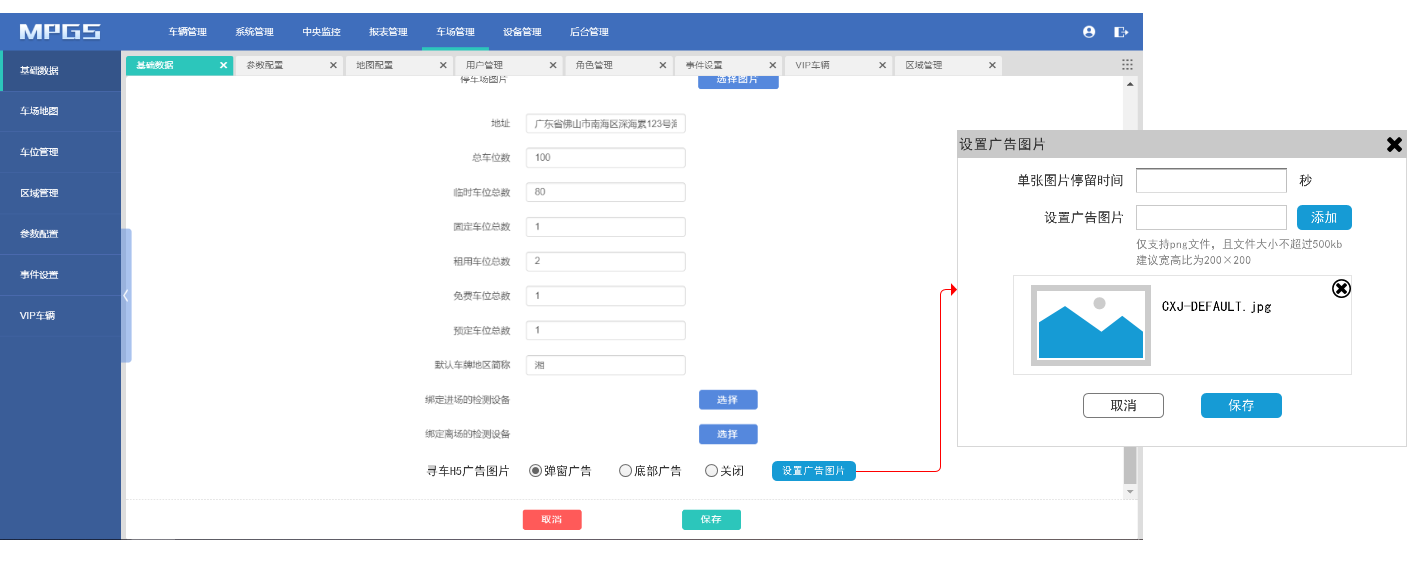 MPGS
车辆管理
系统管理
中央监控
报表管理
车场管理
设备管理
后台管理
基础数据
车场地图
车位管理
区域管理
参数配置
事件设置
VIP车辆
基础数据
参数配置
地图配置
用户管理
角色管理
事件设置
VIP车辆
区域管理
停车场图片
选择图片
地址 广东省佛山市南海区深海累123号
总车位数 100
临时车位总数 80
固定车位总数 1
租用车位总数 2
免费车位总数 1
预定车位总数 1
默认车牌地区简称 湘
绑定进场的检测设备 选择
绑定离场的检测设备 选择
寻车H5广告图片 弹窗广告 底部广告 关闭 设置广告图片
取消 保存
设置广告图片
单张图片停留时间 秒
设置广告图片 添加
仅支持png文件，且文件大小不超过500kb
建议宽高比为200×200
CXJ-DEFAULT.jpg
取消 保存